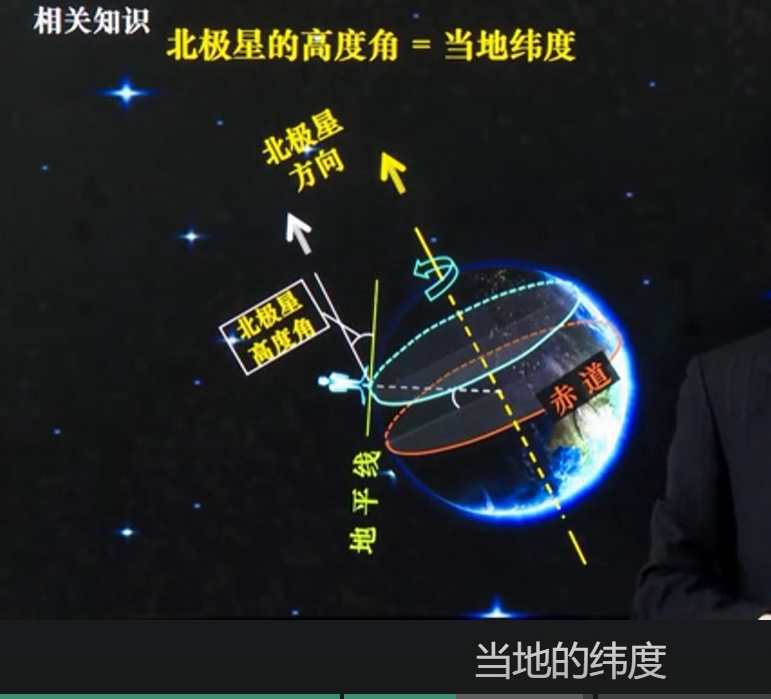 相关知识
北极星的高度角 = 当地纬度
北极星
方向
北极星
高度角
赤道
地平线
当地的纬度